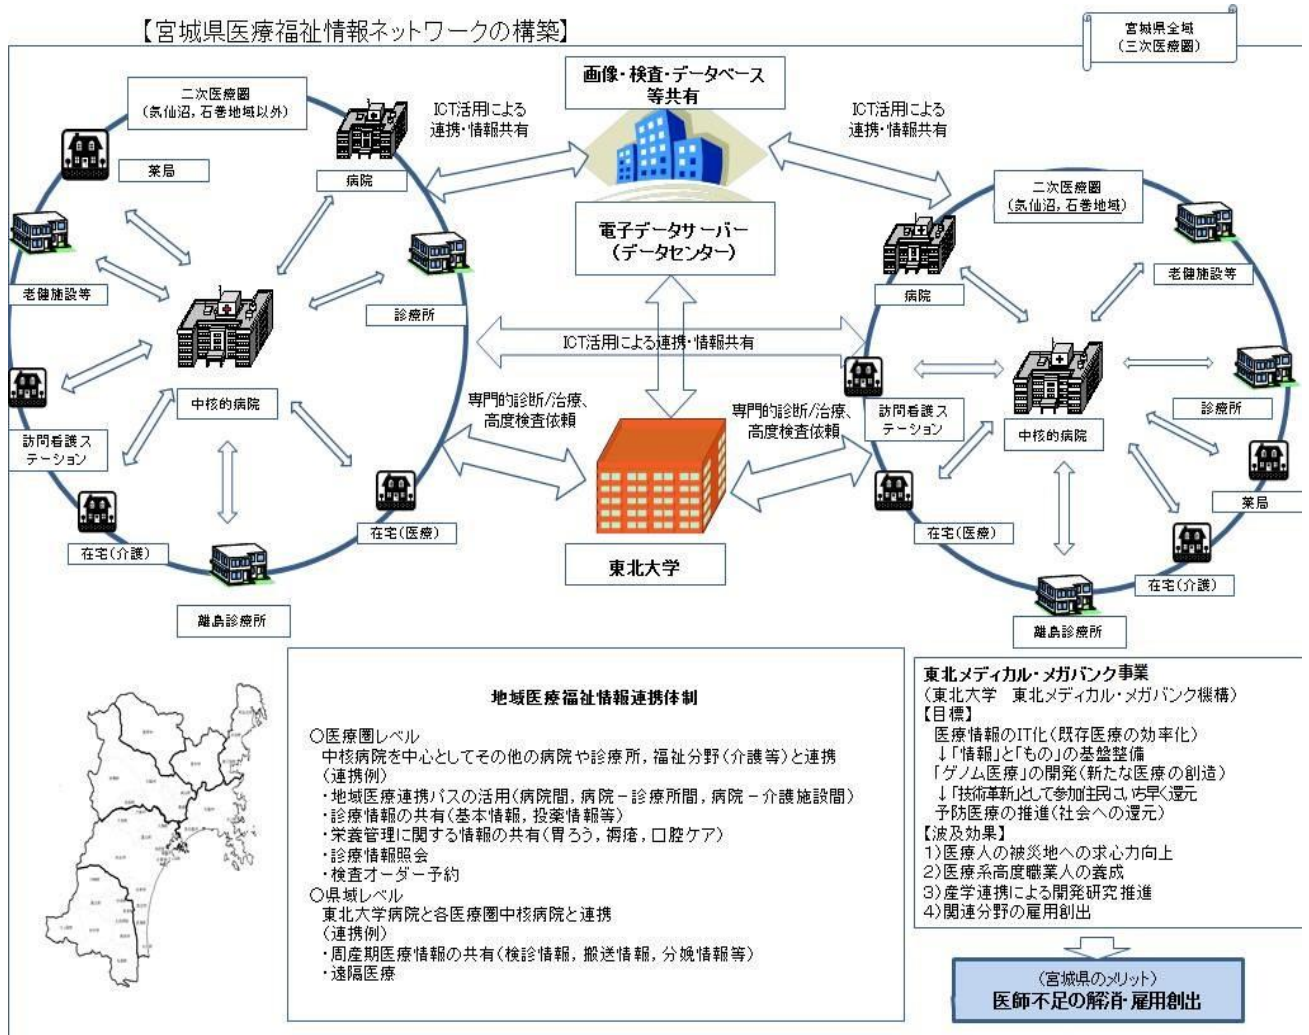 【宮城県医療福祉情報ネットワークの構築】
宮城県全域
（三次医療圏）
二次医療圏
（気仙沼，石巻地域以外）
薬局
病院
老健施設等
診療所
中核的病院
訪問看護ス
テーション
在宅（介護）
在宅（医療）
離島診療所
ICT活用による
連携・情報共有
画像・検査・データベース
等共有
電子データサーバー
（データセンター）
ICT活用による
連携・情報共有
ICT活用による連携・情報共有
専門的診断/治療、
高度検査依頼
専門的診断/治療、
高度検査依頼
東北大学
二次医療圏
（気仙沼，石巻地域）
病院
老健施設等
診療所
訪問看護ス
テーション
中核的病院
薬局
在宅（医療）
在宅（介護）
離島診療所
地域医療福祉情報連携体制
○医療圏レベル
中核病院を中心としてその他の病院や診療所，福祉分野（介護等）と連携
（連携例）
・地域医療連携パスの活用（病院間，病院－診療所間，病院－介護施設間）
・診療情報の共有（基本情報，投薬情報等）
・栄養管理に関する情報の共有（胃ろう，褥瘡，口腔ケア）
・診療情報照会
・検査オーダー予約
○県域レベル
東北大学病院と各医療圏中核病院と連携
（連携例）
・周産期医療情報の共有（検診情報，搬送情報，分娩情報等）
・遠隔医療
東北メディカル・メガバンク事業
（東北大学　東北メディカル・メガバンク機構）
【目標】
医療情報のIT化（既存医療の効率化）
↓「情報」と「もの」の基盤整備
「ゲノム医療」の開発（新たな医療の創造）
↓「技術革新」として参加住民にいち早く還元
予防医療の推進（社会への還元）
【波及効果】
1）医療人の被災地への求心力向上
2）医療系高度職業人の養成
3）産学連携による開発研究推進
4）関連分野の雇用創出
（宮城県のメリット）
医師不足の解消・雇用創出